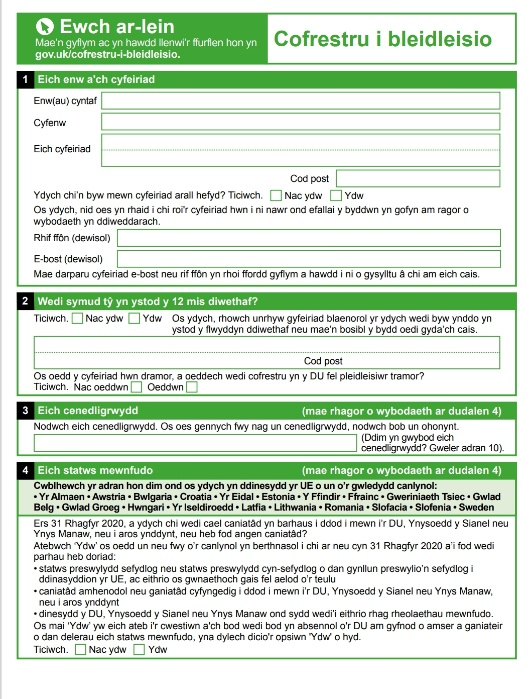 Ewch ar-lein
Mae'n gyflym ac yn hawdd llenwi'r ffurflen hon yn
gov.uk/cofrestru-i-bleidleisio.
Cofrestru i bleidleisio
1 Eich enw a'ch cyfeiriad
Enw(au) cyntaf
Cyfenw
Eich cyfeiriad
Cod post
Ydych chi'n byw mewn cyfeiriad arall hefyd? Ticiwch. Nac ydw Ydw
Os ydych, nid oes yn rhaid i chi roi'r cyfeiriad hwn i ni nawr ond efallai y byddwn yn gofyn am ragor o
wybodaeth yn ddiweddarach.
Rhif ffôn (dewisol)
E-bost (dewisol)
Mae darparu cyfeiriad e-bost neu rif ffôn yn rhoi ffordd gyflym a hawdd i ni o gysylltu â chi am eich cais.
2 Wedi symud tŷ yn ystod y 12 mis diwethaf?
Ticiwch. Nac ydw Ydw Os ydych, rhowch unrhyw gyfeiriad blaenorol yr ydych wedi byw ynddo yn
ystod y flwyddyn ddiwethaf neu mae'n bosibl y bydd oedi gyda'ch cais.
Cod post
Os oedd y cyfeiriad hwn dramor, a oeddech wedi cofrestru yn y DU fel pleidleisiwr tramor?
Ticiwch. Nac oeddwn Oeddwn
3 Eich cenedligrwydd (mae rhagor o wybodaeth ar dudalen 4)
Nodwch eich cenedligrwydd. Os oes gennych fwy nag un cenedligrwydd, nodwch bob un ohonynt.
(Ddim yn gwybod eich
cenedligrwydd? Gweler adran 10).
4 Eich statws mewnfudo (mae rhagor o wybodaeth ar dudalen 4)
Cwblhewch yr adran hon dim ond os ydych yn ddinesydd yr UE o un o'r gwledydd canlynol:
• Yr Almaen • Awstria • Bwlgaria • Croatia • Yr Eidal • Estonia • Y Ffindir • Ffrainc • Gweriniaeth Tsiec • Gwlad
Belg • Gwlad Groeg • Hwngari • Yr Iseldiroedd • Latfia • Lithwania • Romania • Slofacia • Slofenia • Sweden
Ers 31 Rhagfyr 2020, a ydych chi wedi cael caniatâd yn barhaus i ddod i mewn i'r DU, Ynysoedd y Sianel neu
Ynys Manaw, neu i aros ynddynt, neu heb fod angen caniatâd?
Atebwch 'Ydw' os oedd un neu fwy o'r canlynol yn berthnasol i chi ar neu cyn 31 Rhagfyr 2020 a'i fod wedi
parhau heb doriad:
• statws preswylydd sefydlog neu statws preswylydd cyn-sefydlog o dan gynllun preswylio'n sefydlog i
ddinasyddion yr UE, ac eithrio os gwnaethoch gais fel aelod o'r teulu
• caniatâd amhenodol neu ganiatâd cyfyngedig i ddod i mewn i'r DU, Ynysoedd y Sianel neu Ynys Manaw,
neu i aros ynddynt
• dinesydd y DU, Ynysoedd y Sianel neu Ynys Manaw ond sydd wedi'i eithrio rhag rheolaethau mewnfudo.
Os mai 'Ydw' yw eich ateb i'r cwestiwn a'ch bod wedi bod yn absennol o'r DU am gyfnod o amser a ganiateir
o dan delerau eich statws mewnfudo, yna dylech dicio'r opsiwn 'Ydw' o hyd.
Ticiwch. Nac ydw Ydw